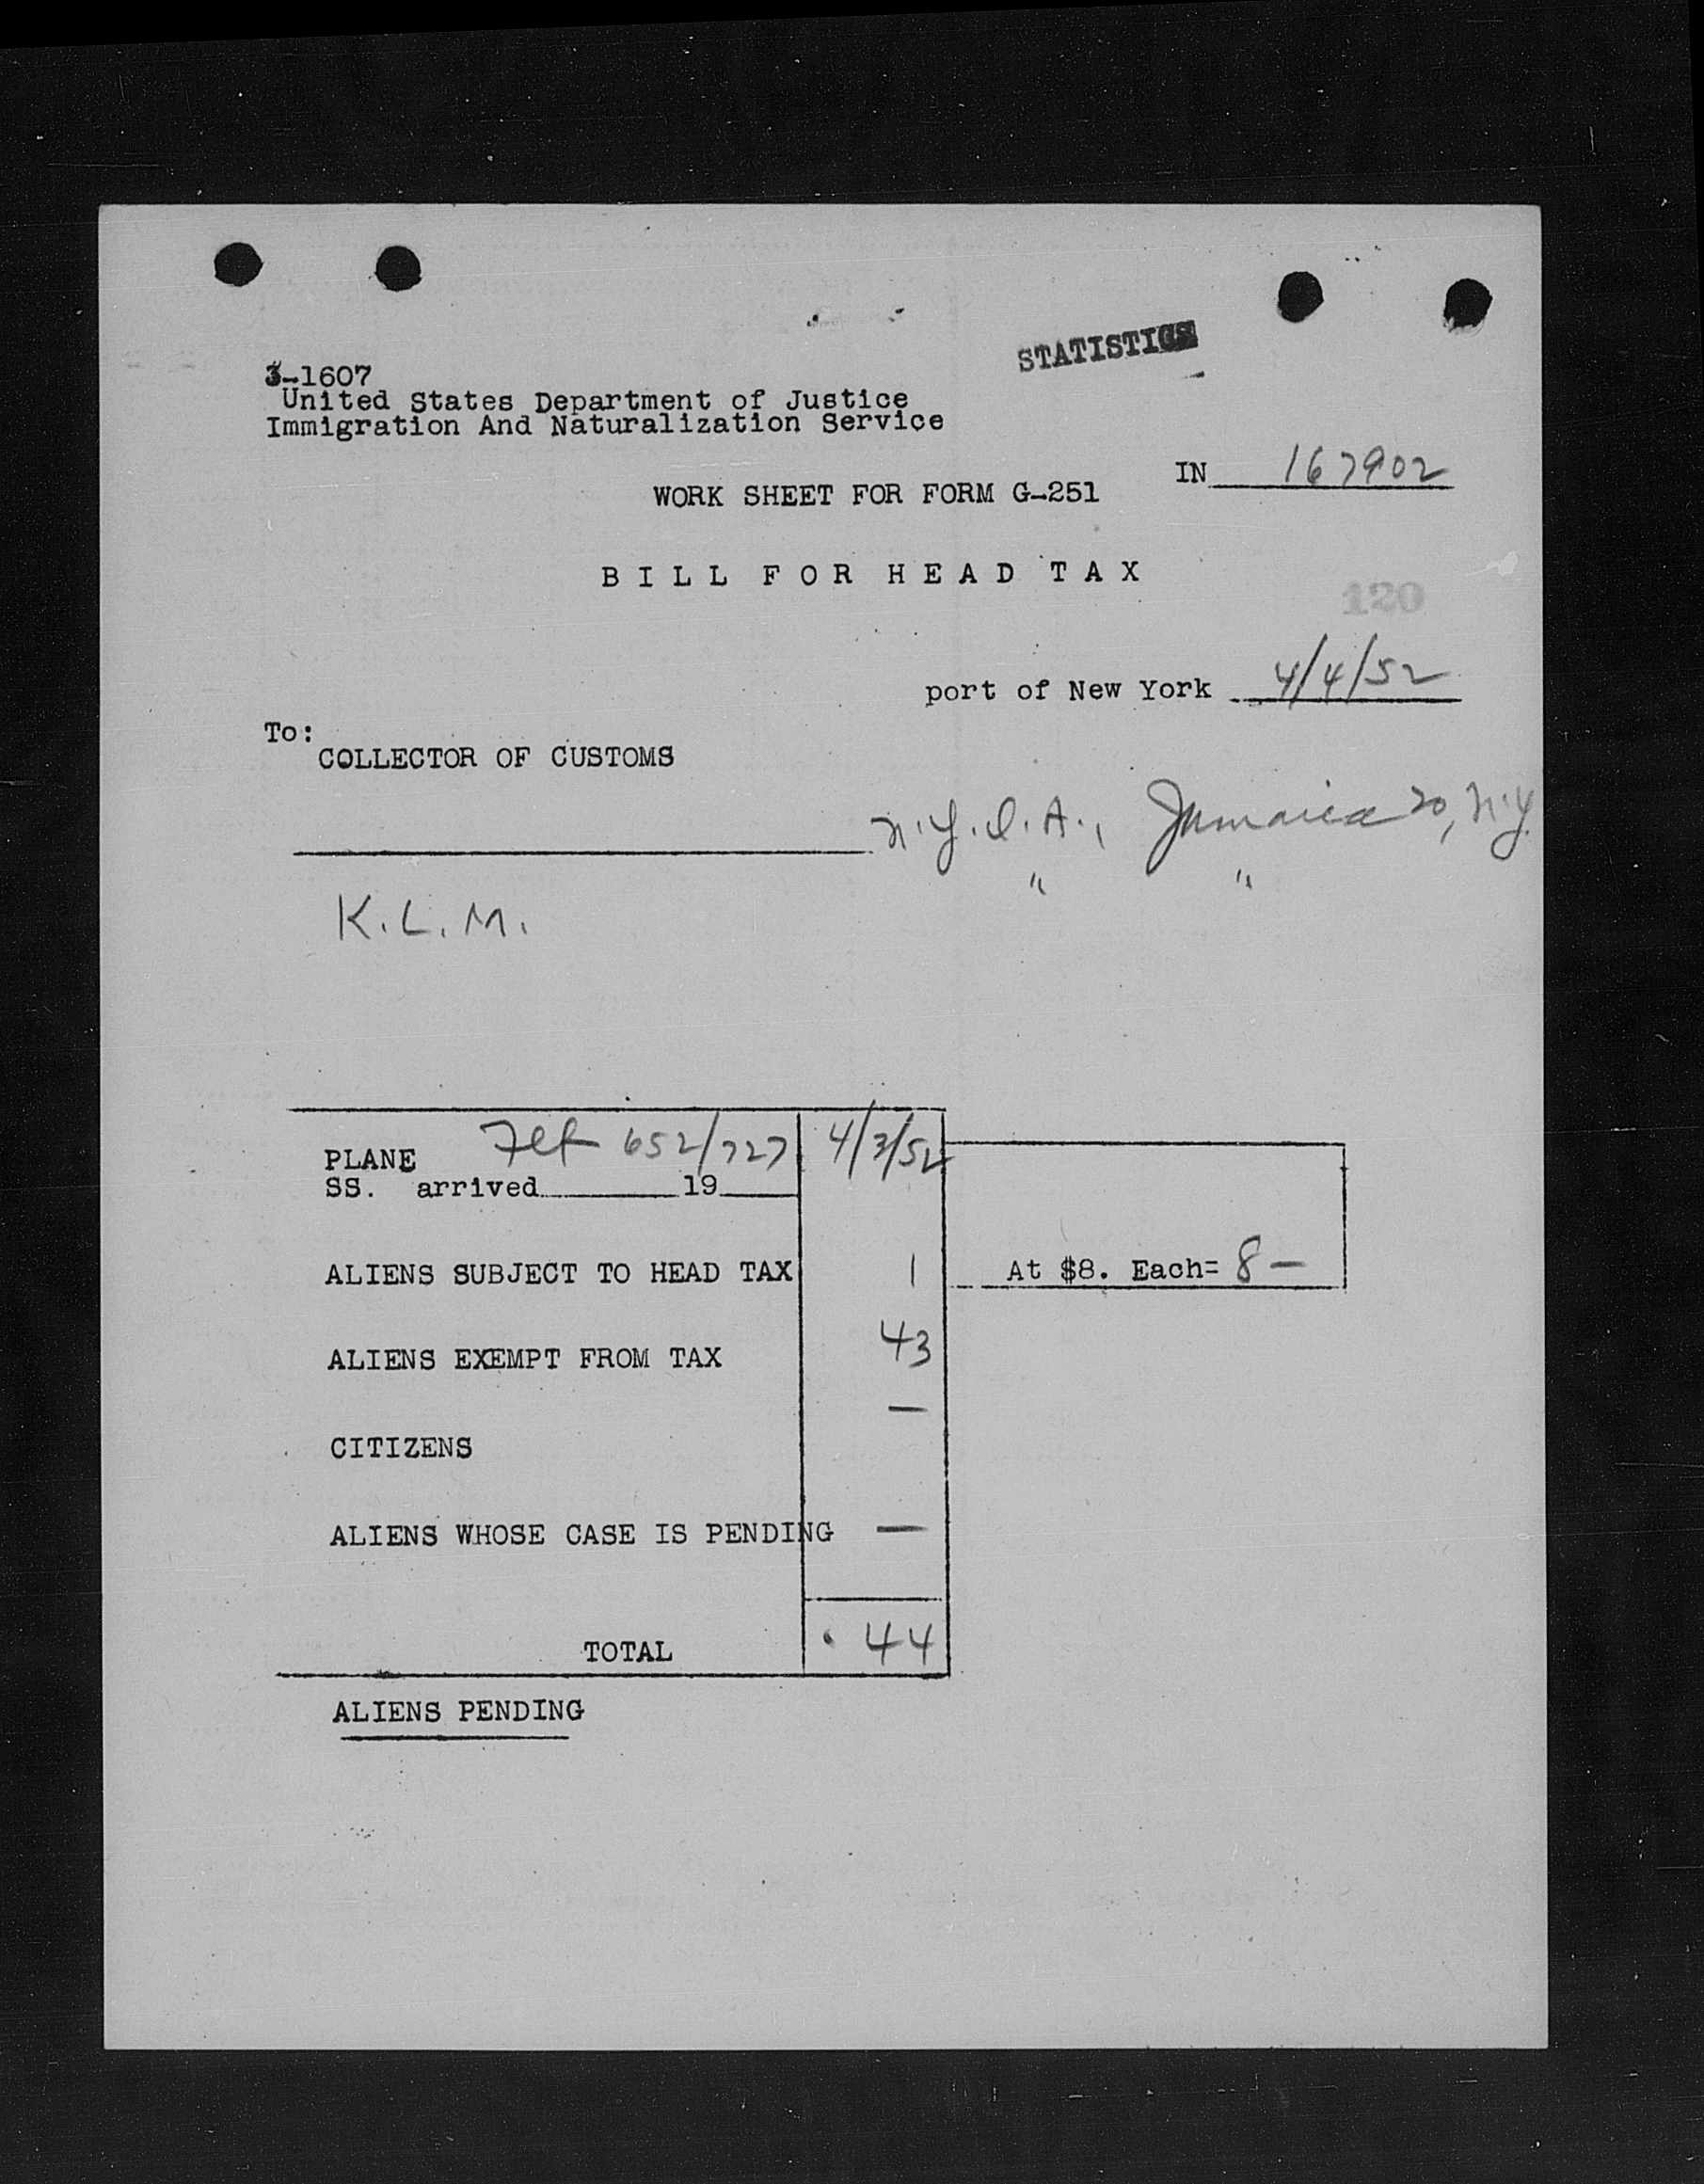 STATISTICS
3-1607
United States Department of Justice
Immigration And Naturalization Service
IN 167902
WORK SHEET FOR FORM G-251
BILL FOR HEAD TAX
120
port of New York 4/4/52
To:
COLLECTOR OF CUSTOMS
N.Y.I.A., Jamaica 20, N.Y.
" "
K.L.M.
PLANE Flt 652/727 4/3/52
SS. arrived 19
ALIENS SUBJECT TO HEAD TAX 1 At $8. Each= 8 —
ALIENS EXEMPT FROM TAX 43
CITIZENS —
ALIENS WHOSE CASE IS PENDING —
TOTAL 44
ALIENS PENDING